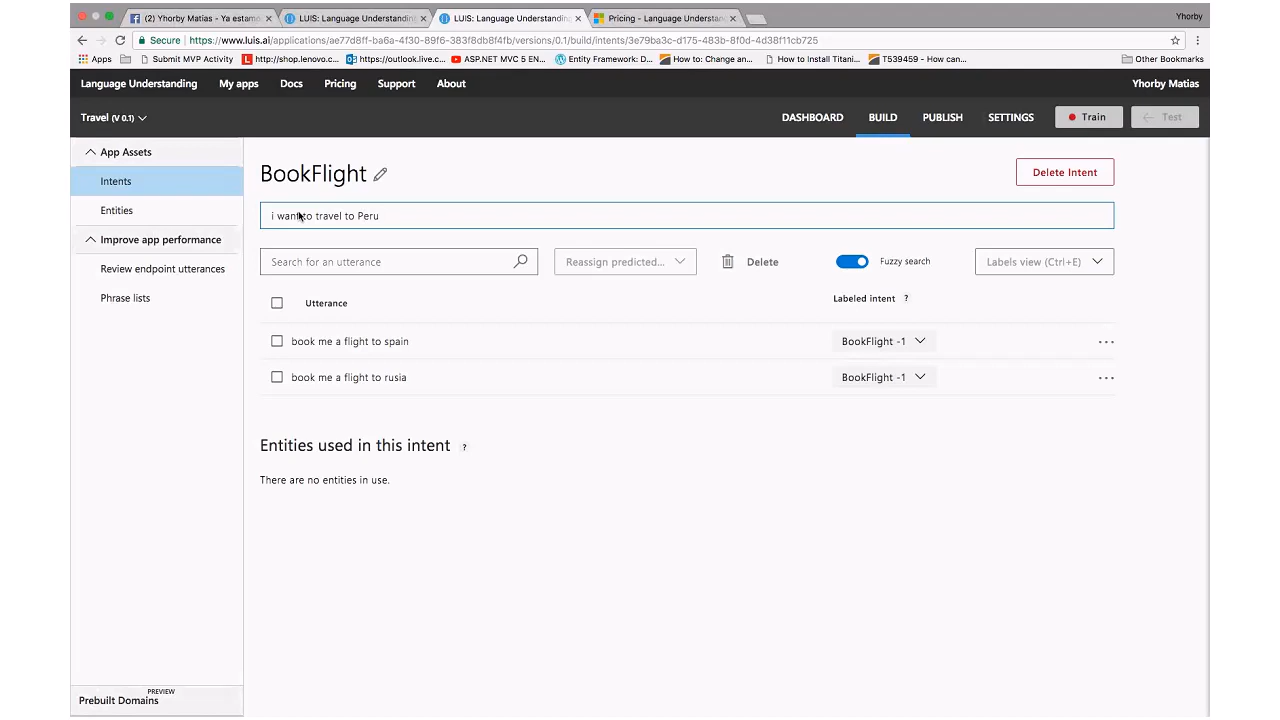 (3) Yhorby Matias - Ya estamo × LUIS: Language Understandin × LUIS: Language Understandin × Pricing - Language Understan × Yhorby
Secure https://www.luis.ai/applications/ae77d8ff-ba6a-4f30-89f6-383f8db8f4fb/versions/0.1/build/intents/3e79ba3c-d175-483b-8f0d-4d38f11cb725
Apps Submit MVP Activity http://shop.lenovo.c... https://outlook.live.c... ASP.NET MVC 5 EN... Entity Framework: D... How to: Change an... How to Install Titani... T539459 - How can... Other Bookmarks
Language Understanding My apps Docs Pricing Support About Yhorby Matias
Travel (V 0.1) DASHBOARD BUILD PUBLISH SETTINGS Train Test
App Assets
Intents
Entities
Improve app performance
Review endpoint utterances
Phrase lists
Prebuilt Domains PREVIEW
BookFlight Delete Intent
i want to travel to Peru
Search for an utterance Reassign predicted... Delete Fuzzy search Labels view (Ctrl+E)
Utterance Labeled intent ?
book me a flight to spain BookFlight -1 ...
book me a flight to rusia BookFlight -1 ...
Entities used in this intent ?
There are no entities in use.